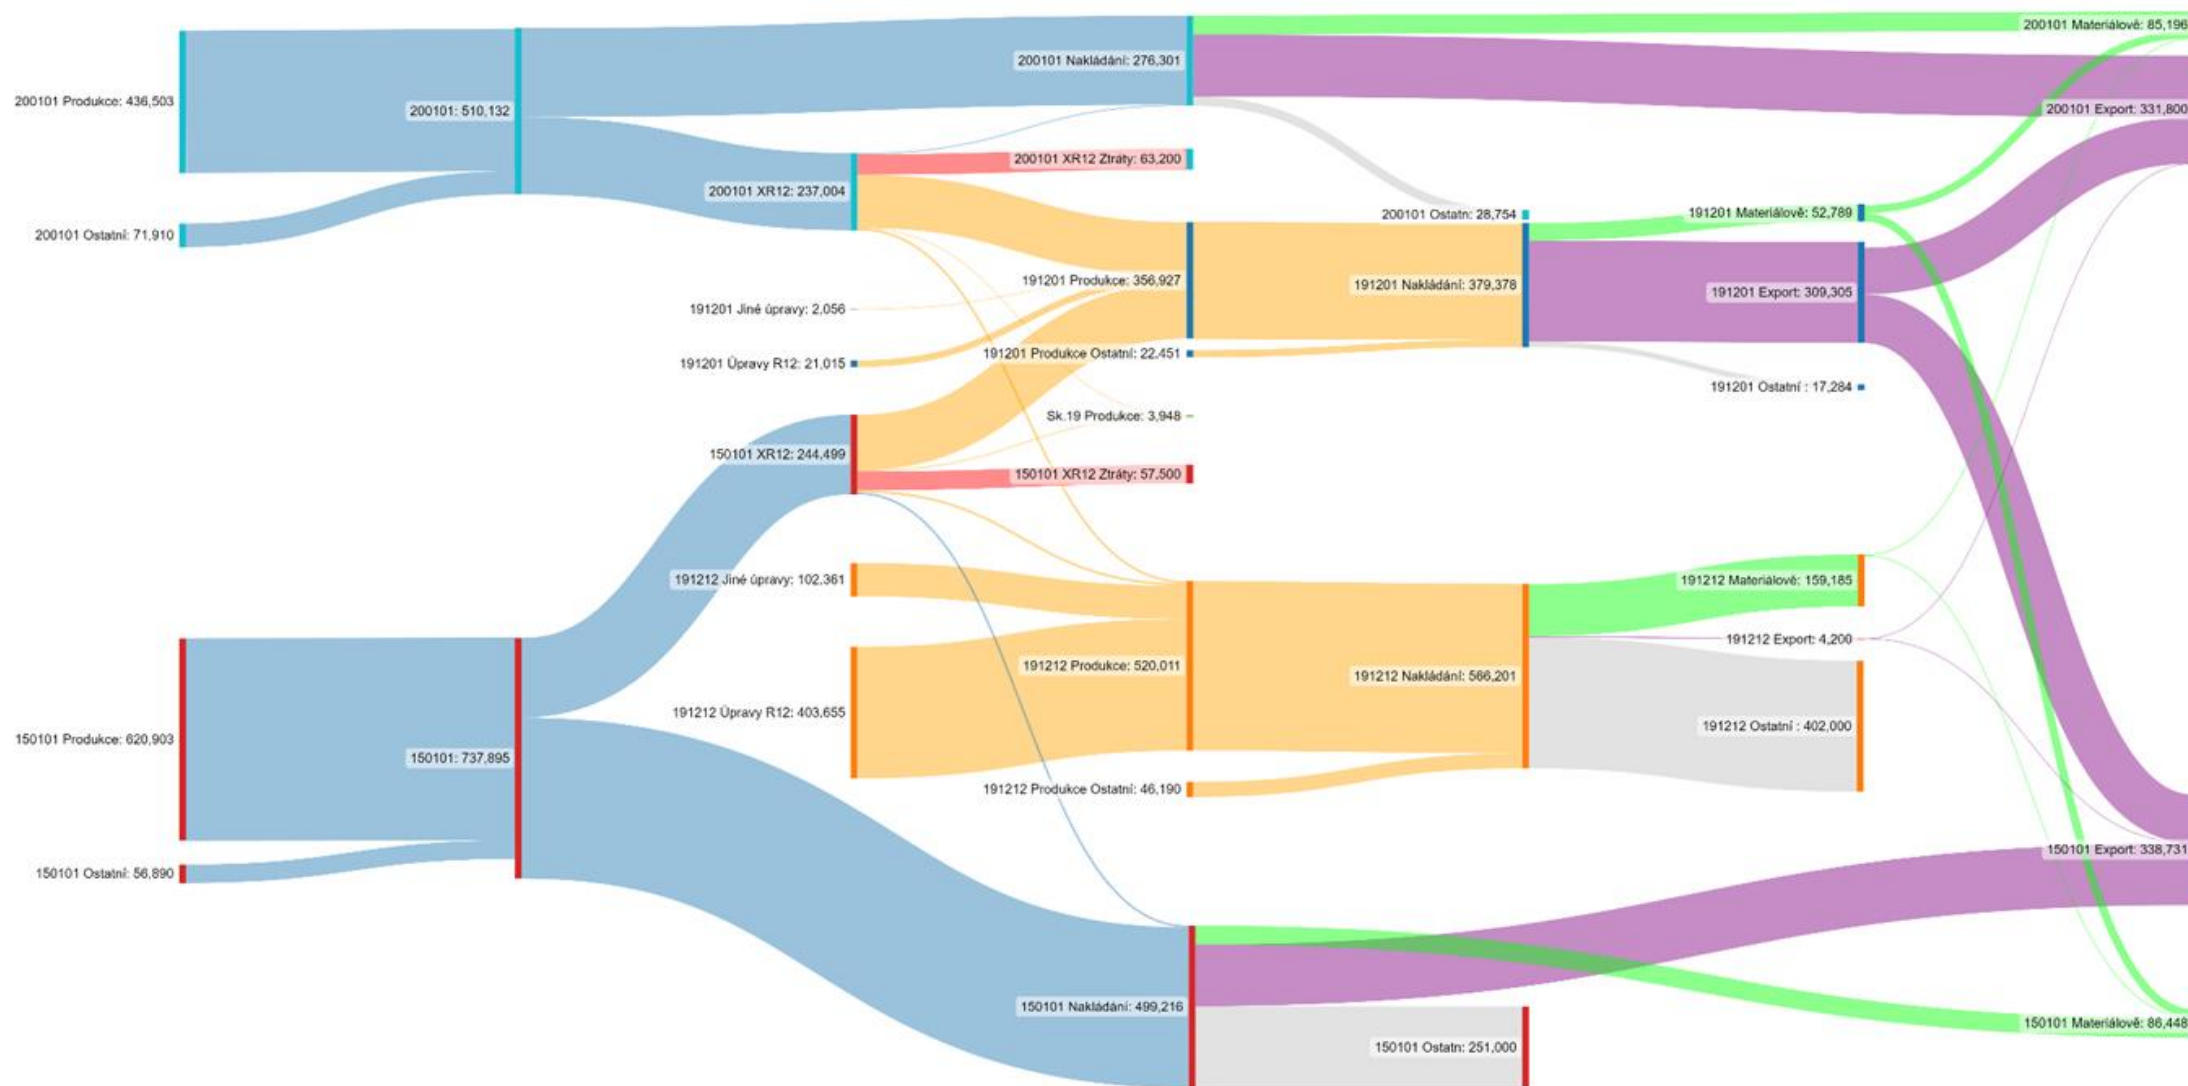 200101 Produkce: 436,503
200101 Ostatní: 71,910
150101 Produkce: 620,903
150101 Ostatní: 56,890
200101: 510,132
150101: 737,895
200101 XR12: 237,004
191201 Jiné úpravy: 2,056
191201 Úpravy R12: 21,015
150101 XR12: 244,499
191212 Jiné úpravy: 102,361
191212 Úpravy R12: 403,655
200101 Nakládání: 276,301
200101 XR12 Ztráty: 63,200
191201 Produkce: 356,927
191201 Produkce Ostatní: 22,451
Sk.19 Produkce: 3,948
150101 XR12 Ztráty: 57,500
191212 Produkce: 520,011
191212 Produkce Ostatní: 46,190
150101 Nakládání: 499,216
200101 Ostatn: 28,754
191201 Nakládání: 379,378
191212 Nakládání: 566,201
150101 Ostatn: 251,000
191201 Materiálově: 52,789
191201 Export: 309,305
191201 Ostatní : 17,284
191212 Materiálově: 159,185
191212 Export: 4,200
191212 Ostatní : 402,000
200101 Materiálově: 85,196
200101 Export: 331,800
150101 Export: 338,731
150101 Materiálově: 86,448